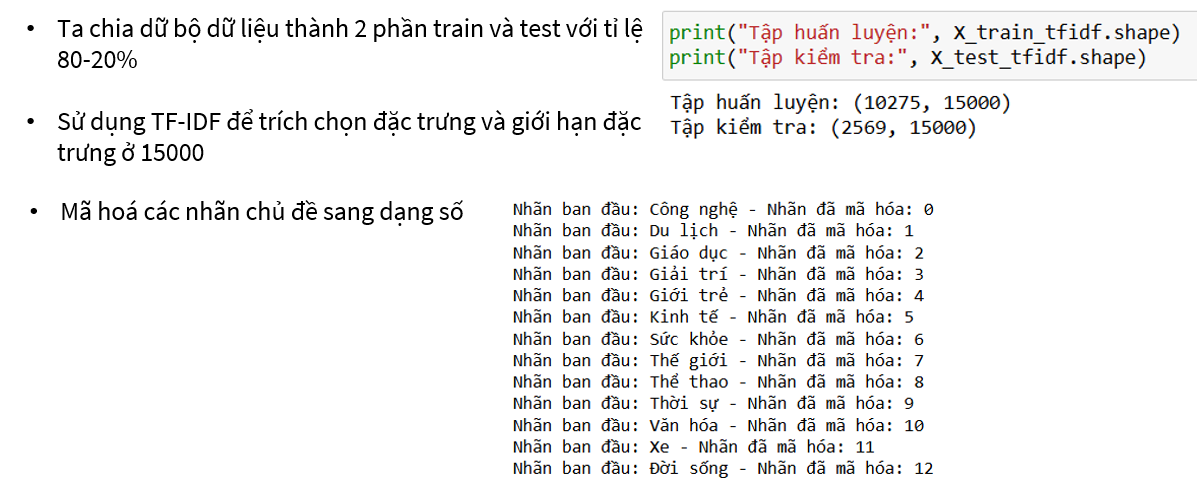 • Ta chia dữ bộ dữ liệu thành 2 phần train và test với tỉ lệ
80-20%
print("Tập huấn luyện:", X_train_tfidf.shape)
print("Tập kiểm tra:", X_test_tfidf.shape)
Tập huấn luyện: (10275, 15000)
Tập kiểm tra: (2569, 15000)
• Sử dụng TF-IDF để trích chọn đặc trưng và giới hạn đặc
trưng ở 15000
• Mã hoá các nhãn chủ đề sang dạng số
Nhãn ban đầu: Công nghệ - Nhãn đã mã hóa: 0
Nhãn ban đầu: Du lịch - Nhãn đã mã hóa: 1
Nhãn ban đầu: Giáo dục - Nhãn đã mã hóa: 2
Nhãn ban đầu: Giải trí - Nhãn đã mã hóa: 3
Nhãn ban đầu: Giới trẻ - Nhãn đã mã hóa: 4
Nhãn ban đầu: Kinh tế - Nhãn đã mã hóa: 5
Nhãn ban đầu: Sức khỏe - Nhãn đã mã hóa: 6
Nhãn ban đầu: Thế giới - Nhãn đã mã hóa: 7
Nhãn ban đầu: Thể thao - Nhãn đã mã hóa: 8
Nhãn ban đầu: Thời sự - Nhãn đã mã hóa: 9
Nhãn ban đầu: Văn hóa - Nhãn đã mã hóa: 10
Nhãn ban đầu: Xe - Nhãn đã mã hóa: 11
Nhãn ban đầu: Đời sống - Nhãn đã mã hóa: 12